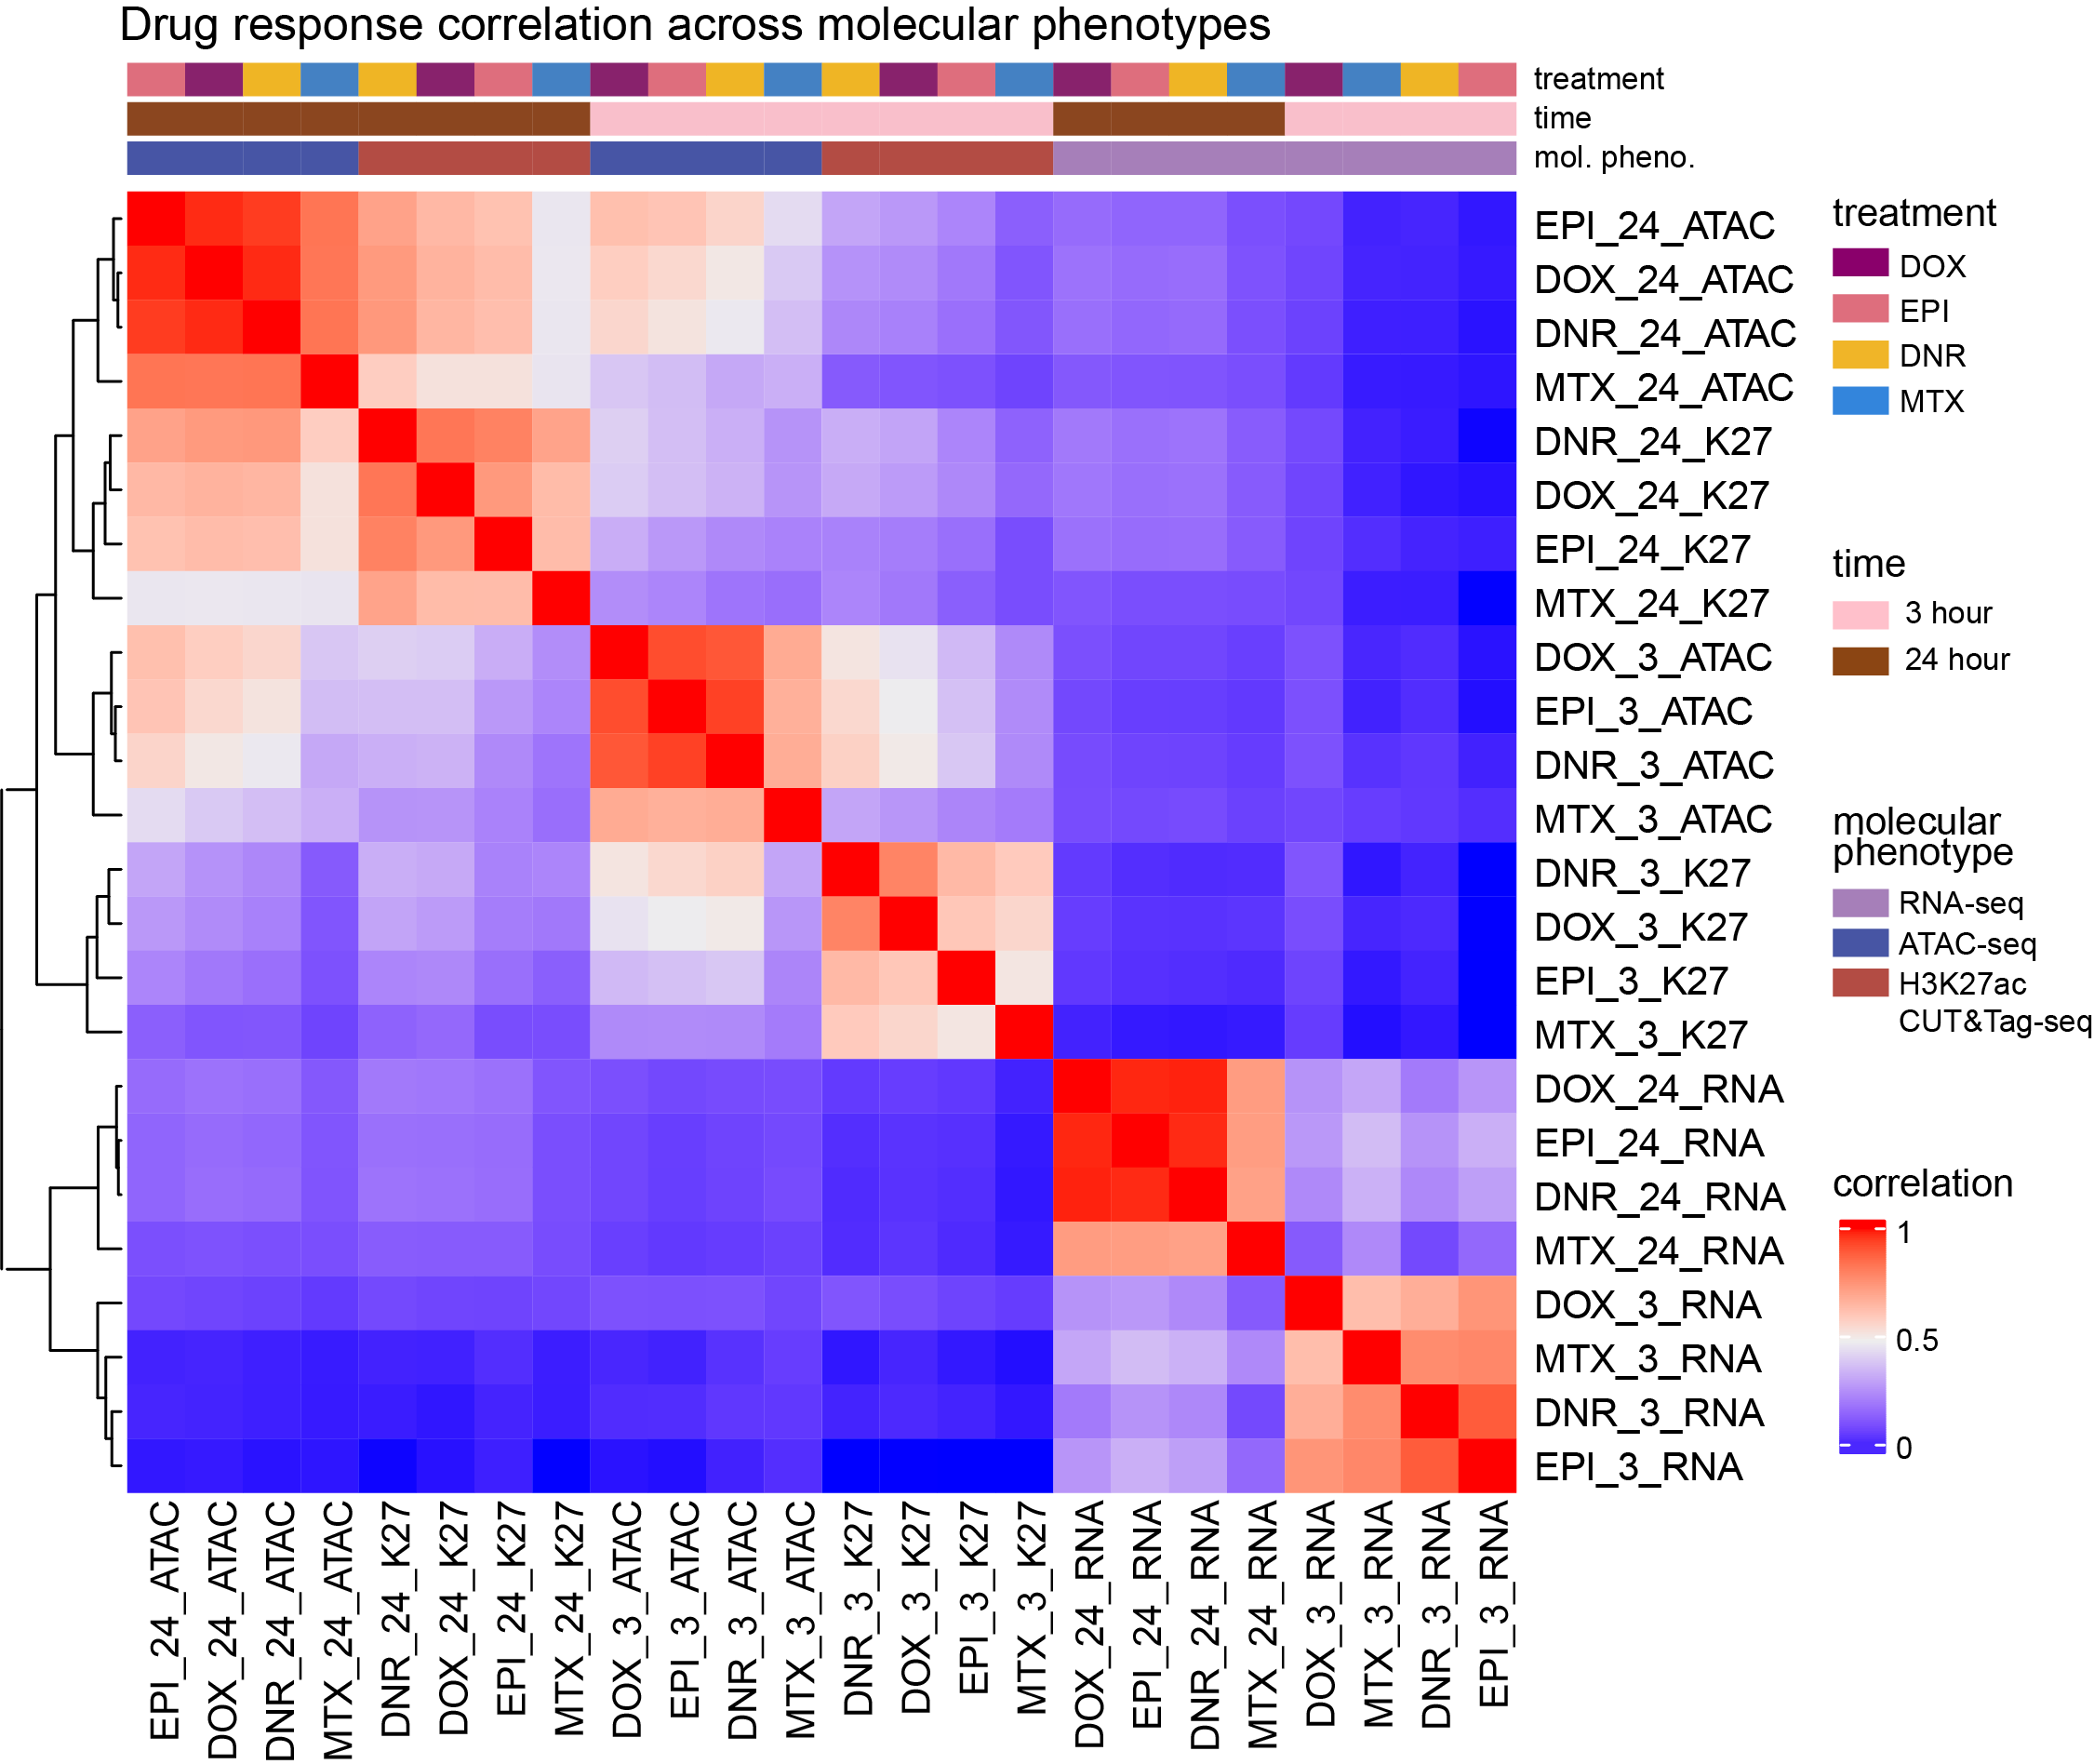 Drug response correlation across molecular phenotypes
treatment
time
mol. pheno.
EPI_24_ATAC
DOX_24_ATAC
DNR_24_ATAC
MTX_24_ATAC
DNR_24_K27
DOX_24_K27
EPI_24_K27
MTX_24_K27
DOX_3_ATAC
EPI_3_ATAC
DNR_3_ATAC
MTX_3_ATAC
DNR_3_K27
DOX_3_K27
EPI_3_K27
MTX_3_K27
DOX_24_RNA
EPI_24_RNA
DNR_24_RNA
MTX_24_RNA
DOX_3_RNA
MTX_3_RNA
DNR_3_RNA
EPI_3_RNA
treatment
DOX
EPI
DNR
MTX
time
3 hour
24 hour
molecular
phenotype
RNA-seq
ATAC-seq
H3K27ac
CUT&Tag-seq
correlation
1
0.5
0
EPI_24_ATAC
DOX_24_ATAC
DNR_24_ATAC
MTX_24_ATAC
DNR_24_K27
DOX_24_K27
EPI_24_K27
MTX_24_K27
DOX_3_ATAC
EPI_3_ATAC
DNR_3_ATAC
MTX_3_ATAC
DNR_3_K27
DOX_3_K27
EPI_3_K27
MTX_3_K27
DOX_24_RNA
EPI_24_RNA
DNR_24_RNA
MTX_24_RNA
DOX_3_RNA
MTX_3_RNA
DNR_3_RNA
EPI_3_RNA